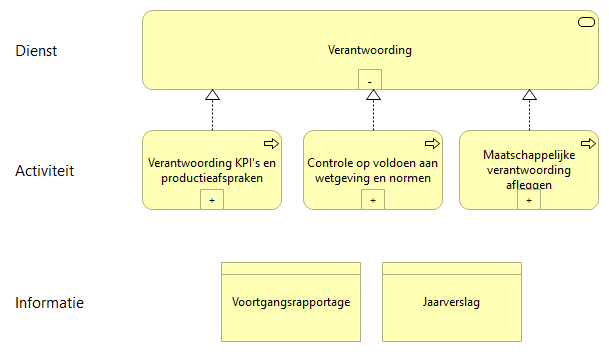 Dienst
Verantwoording
-
Activiteit
Verantwoording KPI's en
productieafspraken
+
Controle op voldoen aan
wetgeving en normen
+
Maatschappelijke
verantwoording
afleggen
+
Informatie
Voortgangsrapportage
Jaarverslag